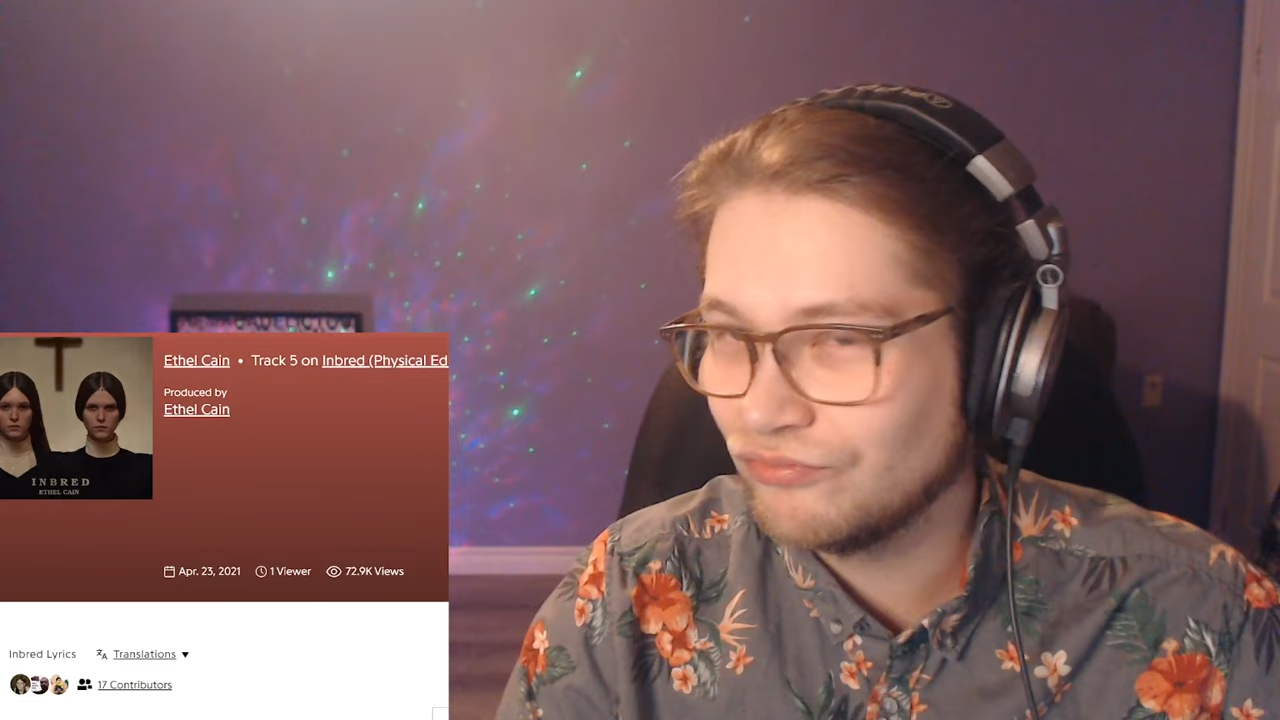 Ethel Cain • Track 5 on Inbred (Physical Ed
Produced by
Ethel Cain
INBRED
ETHEL CAIN
Apr. 23, 2021 1 Viewer 72.9K Views
Inbred Lyrics Translations
17 Contributors